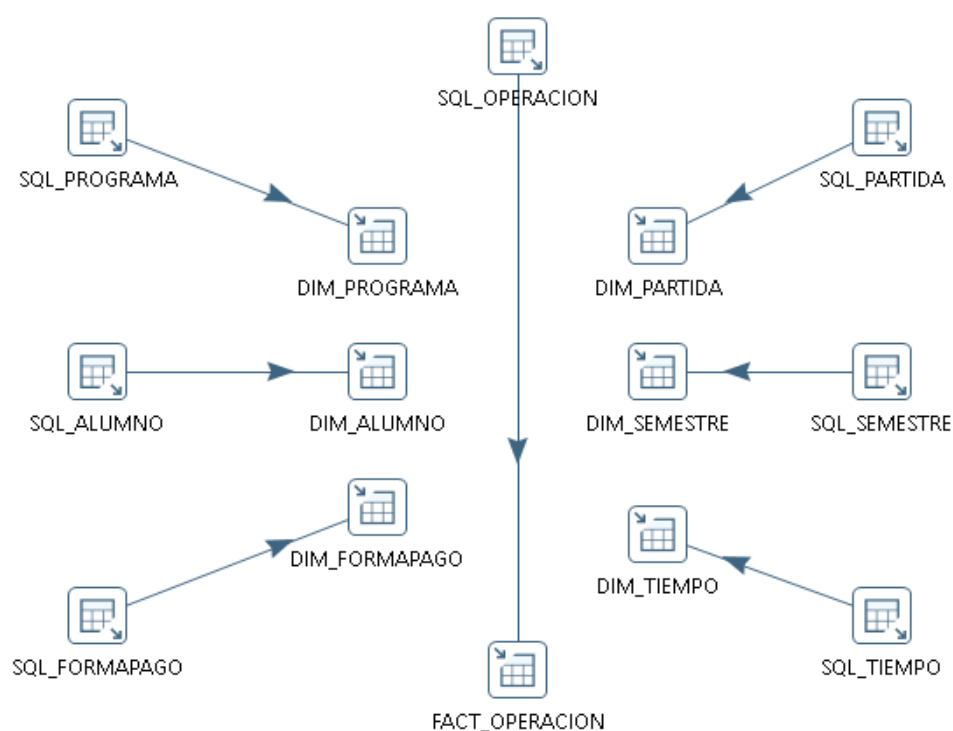 SQL_OPERACION
SQL_PROGRAMA
SQL_PARTIDA
DIM_PROGRAMA
DIM_PARTIDA
SQL_ALUMNO
DIM_ALUMNO
DIM_SEMESTRE
SQL_SEMESTRE
DIM_FORMAPAGO
DIM_TIEMPO
SQL_FORMAPAGO
SQL_TIEMPO
FACT_OPERACION